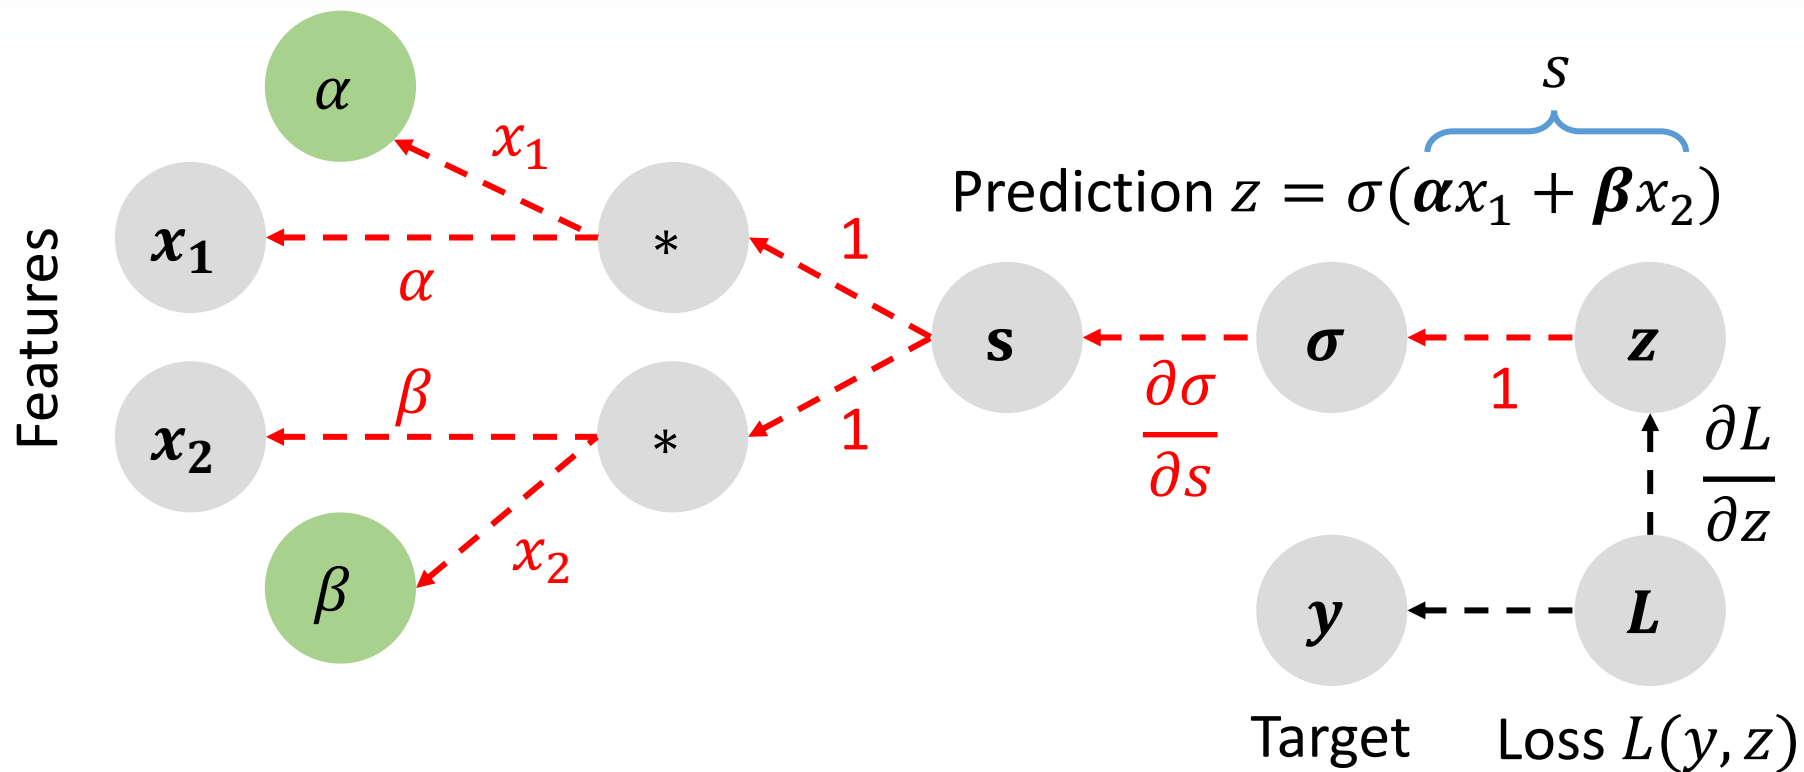 s
Prediction z = σ(αx₁ + βx₂)
Features
α
x₁
x₁
α
*
1
s
∂σ
∂s
σ
1
z
x₂
β
*
1
β
x₂
∂L
∂z
y
L
Target
Loss L(y, z)